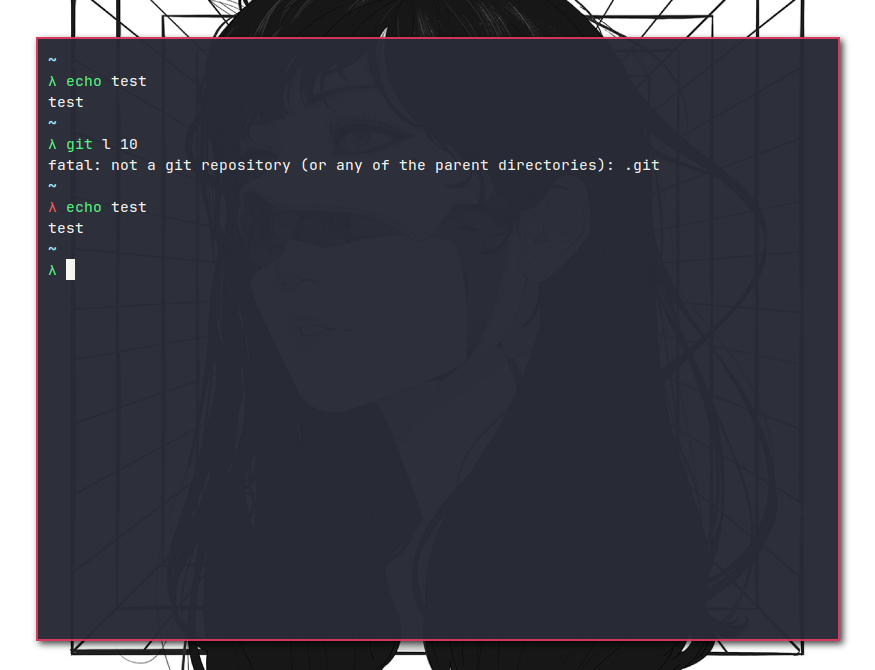 ~
λ echo test
test
~
λ git l 10
fatal: not a git repository (or any of the parent directories): .git
~
λ echo test
test
~
λ